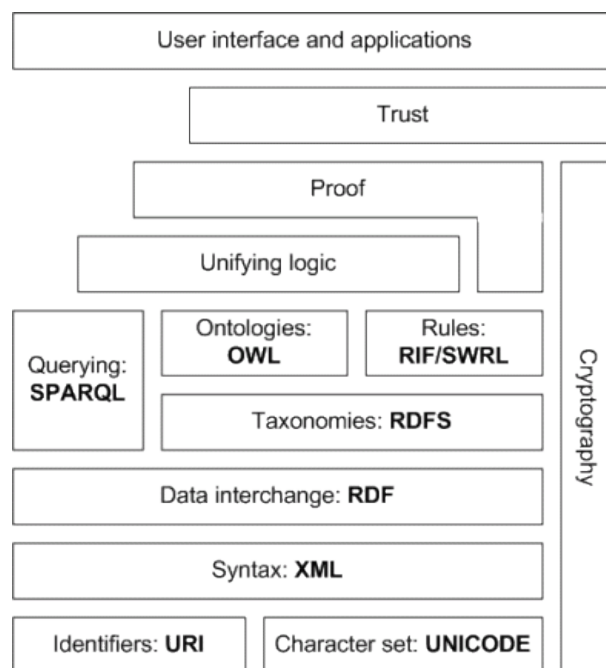 User interface and applications
Trust
Proof
Unifying logic
Querying:
SPARQL
Ontologies:
OWL
Rules:
RIF/SWRL
Taxonomies: RDFS
Cryptography
Data interchange: RDF
Syntax: XML
Identifiers: URI
Character set: UNICODE